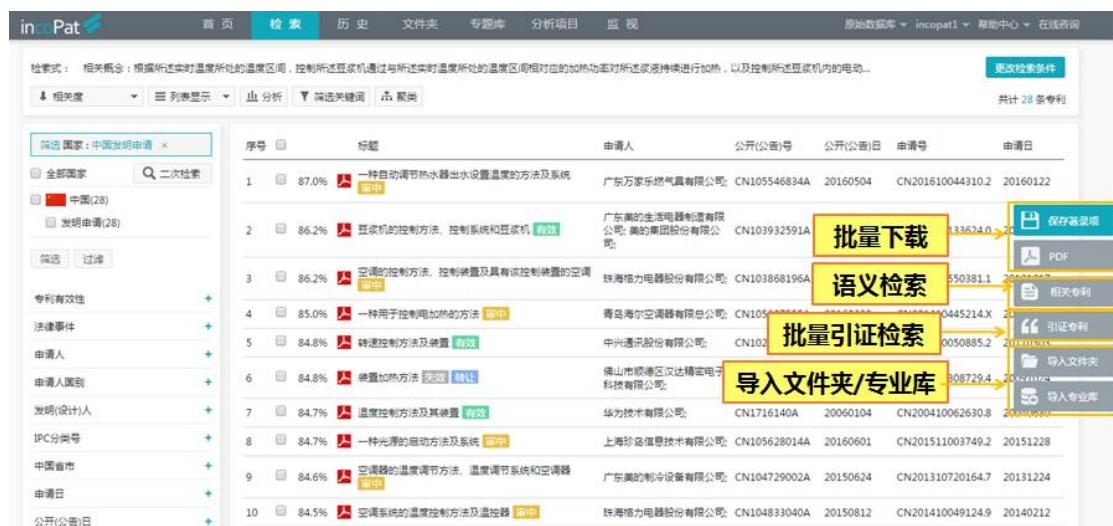 incoPat
首 页 检 索 历 史 文件夹 专题库 分析项目 监 视 原始数据库 incopat1 帮助中心 在线咨询
检索式： 相关概念：根据所述实时温度所处的温度区间，控制所述豆浆机通过与所述实时温度所处的温度区间相对应的加热功率对所述浆液持续进行加热，以及控制所述豆浆机内的电动... 更改检索条件
相关度 列表显示 分析 筛选关键词 聚类 共计 28 条专利
筛选 国家：中国发明申请 ×
全部国家 二次检索
中国(28)
发明申请(28)
筛选 过滤
专利有效性 +
法律事件 +
申请人 +
申请人国别 +
发明(设计)人 +
IPC分类号 +
中国省市 +
申请日 +
公开(公告)日 +
序号 标题 申请人 公开(公告)号 公开(公告)日 申请号 申请日
1 87.0% 一种自动调节热水器出水设置温度的方法及系统 审中 广东万家乐燃气具有限公司; CN105546834A 20160504 CN201610044310.2 20160122
2 86.2% 豆浆机的控制方法、控制系统和豆浆机 有效 广东美的生活电器制造有限公司; 美的集团股份有限公司; CN103932591A 133624.0
3 86.2% 空调的控制方法、控制装置及具有该控制装置的空调 审中 珠海格力电器股份有限公司; CN103868196A 550381.1
4 85.0% 一种用于控制电加热的方法 审中 青岛海尔空调器有限总公司; 445214.X
5 84.8% 转速控制方法及装置 有效 中兴通讯股份有限公司; CN102 0050885.2
6 84.8% 装置加热方法 失效 转让 佛山市顺德区汉达精密电子科技有限公司; 308729.4
7 84.7% 温度控制方法及其装置 有效 华为技术有限公司; CN1716140A 20060104 CN200410062630.8
8 84.7% 一种光源的启动方法及系统 审中 上海珍岛信息技术有限公司; CN105628014A 20160601 CN201511003749.2 20151228
9 84.6% 空调器的温度调节方法、温度调节系统和空调器 审中 广东美的制冷设备有限公司; CN104729002A 20150624 CN201310720164.7 20131224
10 84.5% 空调系统的温度控制方法及温控器 审中 珠海格力电器股份有限公司; CN104833040A 20150812 CN201410049124.9 20140212
批量下载
语义检索
批量引证检索
导入文件夹/专业库
保存著录项
PDF
相关专利
引证专利
导入文件夹
导入专业库